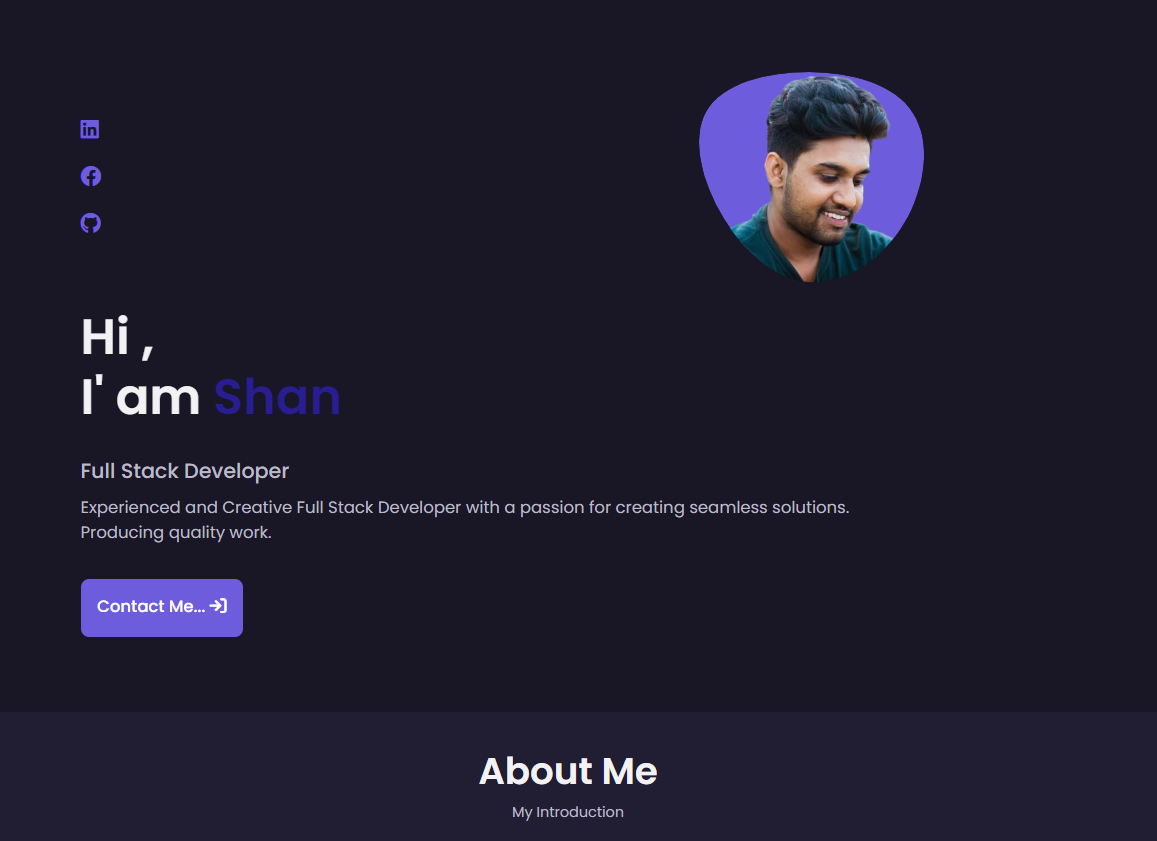 Hi ,
I' am Shan
Full Stack Developer
Experienced and Creative Full Stack Developer with a passion for creating seamless solutions.
Producing quality work.
Contact Me...
About Me
My Introduction